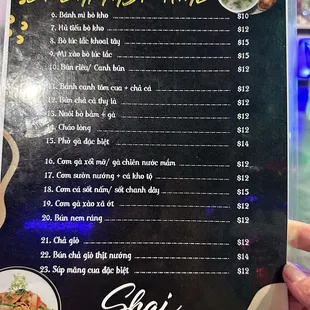 6. Bánh mì bò kho $10
7. Hủ tiếu bò kho $12
8. Bò lúc lắc khoai tây $15
9. Mì xào bò lúc lắc $15
10. Bún riêu/ Canh bún $12
11. Bánh canh tôm cua + chả cá $12
12. Bún chả cá thì là $12
13. Nuôi bò băm + gà $12
14. Cháo lòng $12
15. Phở gà đặc biệt $14
16. Cơm gà xối mỡ/ gà chiên nước mắm $12
17. Cơm sườn nướng + cá kho tộ $12
18. Cơm cá sốt nấm/ sốt chanh dây $15
19. Cơm gà xào xả ớt $12
20. Bún nem nướng $12
21. Chả giò $12
22. Bún chả giò thịt nướng $14
23. Súp măng cua đặc biệt $12